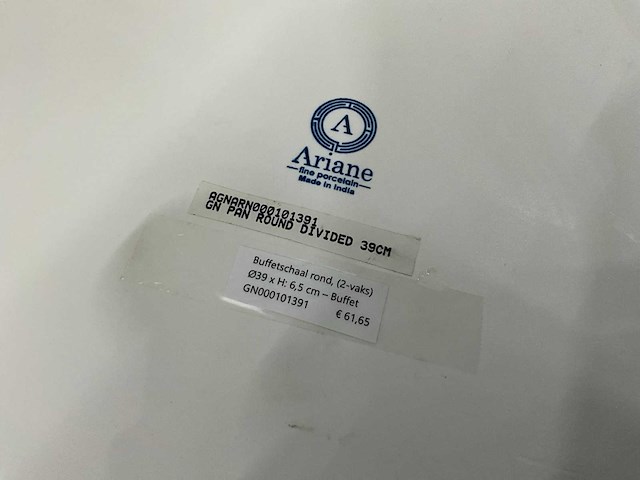 A
Ariane
fine porcelain
Made in India
AGNARN000101391
GN PAN ROUND DIVIDED 39CM
Buffetschaal rond, (2-vaks)
Ø39 x H: 6,5 cm – Buffet
GN000101391 € 61,65